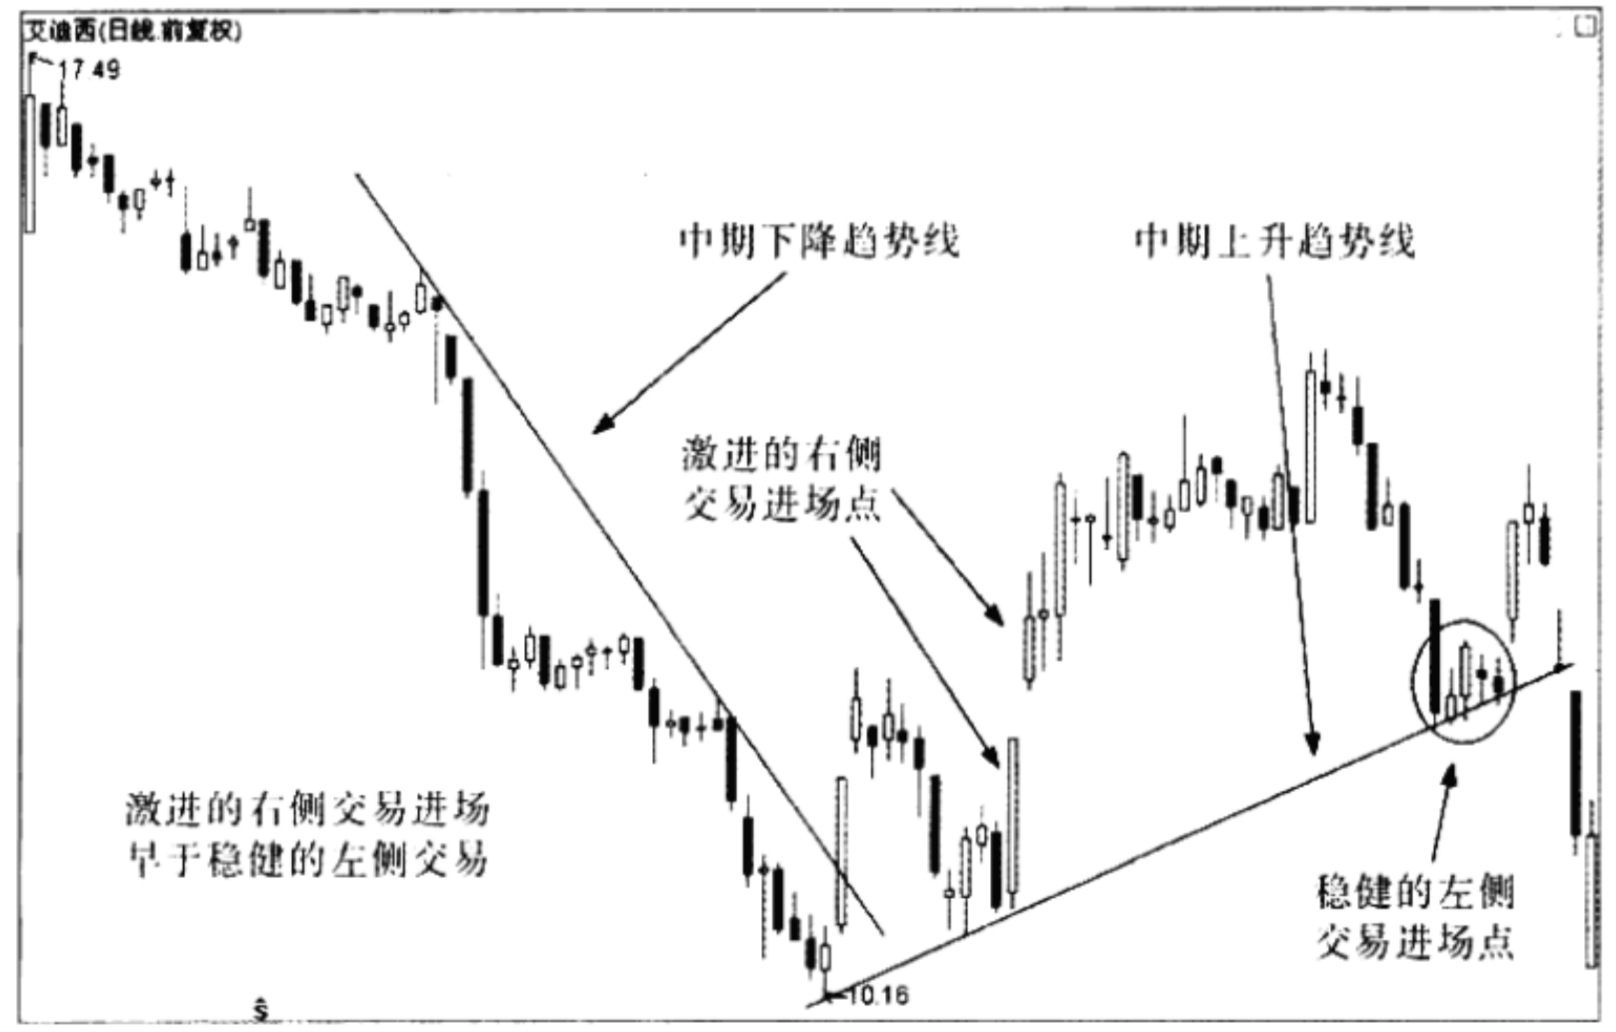 艾迪西(日线.前复权)
17.49
中期下降趋势线
中期上升趋势线
激进的右侧
交易进场点
激进的右侧交易进场
早于稳健的左侧交易
稳健的左侧
交易进场点
10.16
S